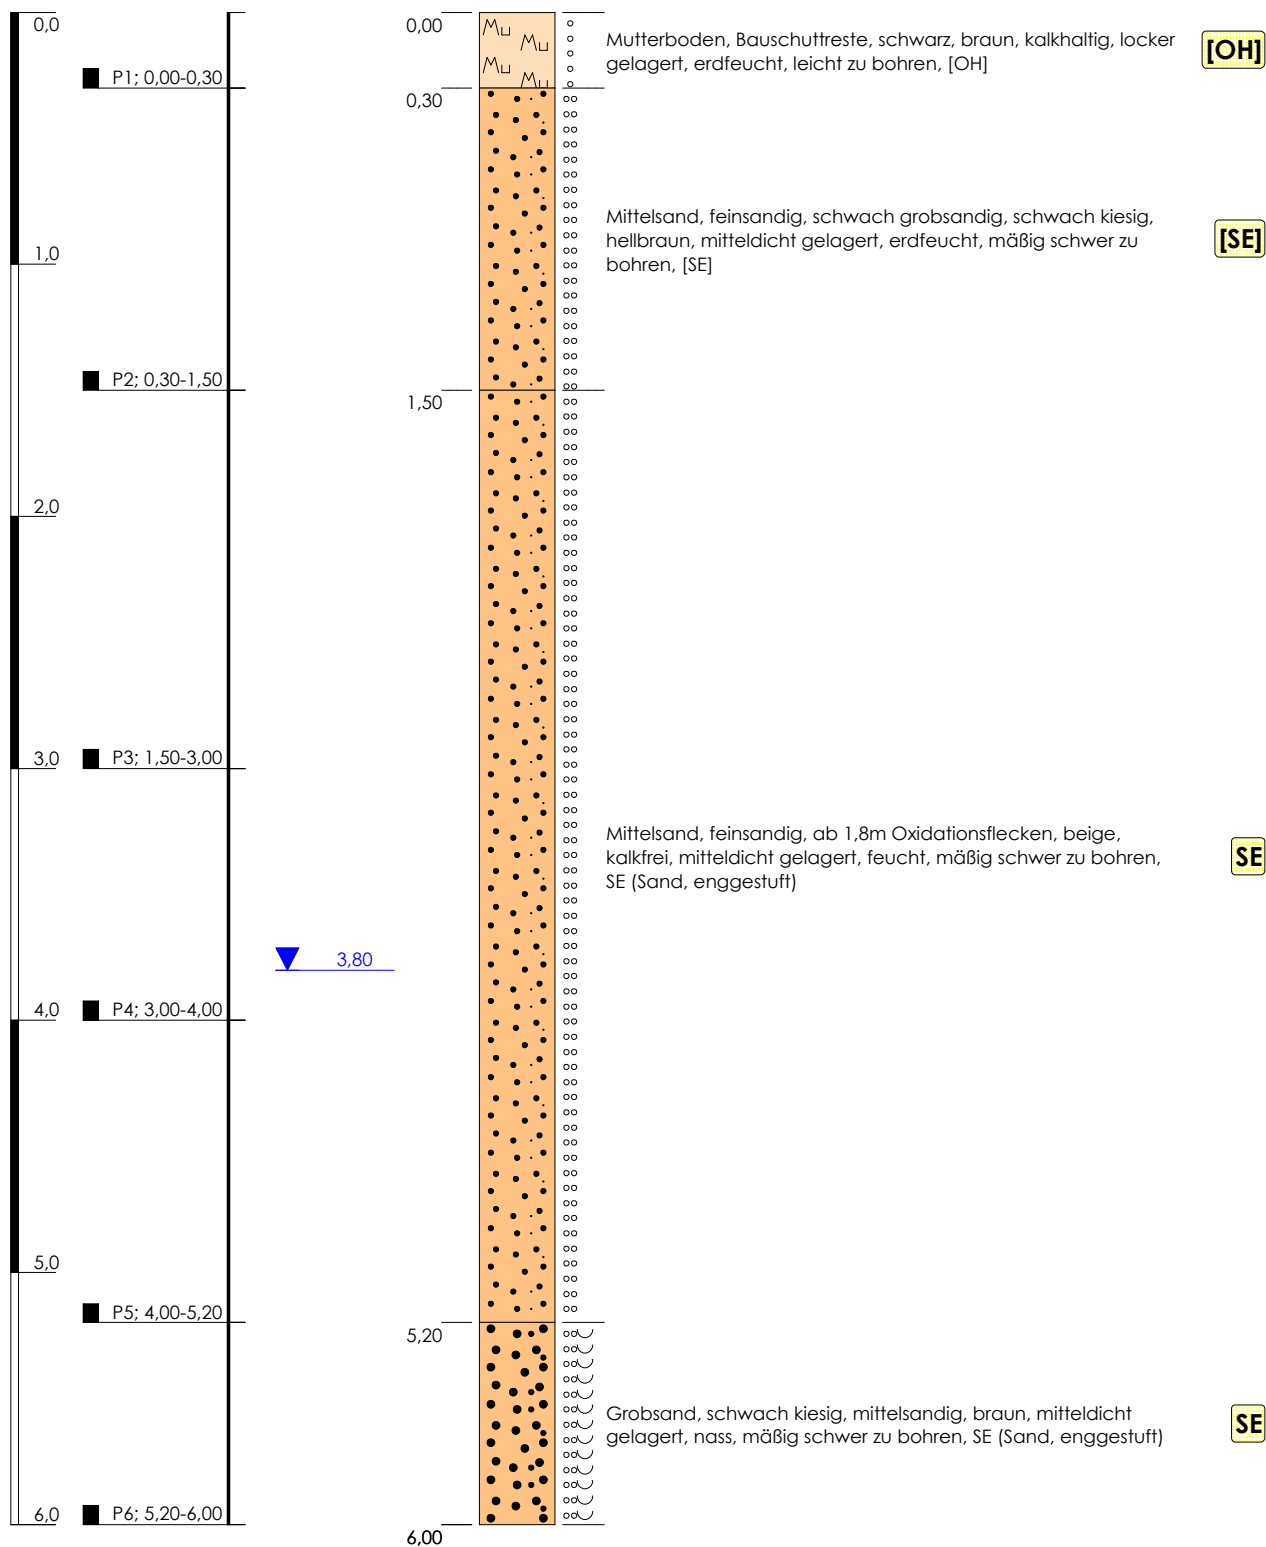 0,0
0,00
Mu
Mu
Mu
Mu
Mutterboden, Bauschuttreste, schwarz, braun, kalkhaltig, locker
gelagert, erdfeucht, leicht zu bohren, [OH]
[OH]
P1; 0,00-0,30
0,30
Mittelsand, feinsandig, schwach grobsandig, schwach kiesig,
hellbraun, mitteldicht gelagert, erdfeucht, mäßig schwer zu
bohren, [SE]
[SE]
1,0
P2; 0,30-1,50
1,50
2,0
3,0
P3; 1,50-3,00
Mittelsand, feinsandig, ab 1,8m Oxidationsflecken, beige,
kalkfrei, mitteldicht gelagert, feucht, mäßig schwer zu bohren,
SE (Sand, enggestuft)
SE
3,80
4,0
P4; 3,00-4,00
5,0
P5; 4,00-5,20
5,20
Grobsand, schwach kiesig, mittelsandig, braun, mitteldicht
gelagert, nass, mäßig schwer zu bohren, SE (Sand, enggestuft)
SE
6,0
P6; 5,20-6,00
6,00